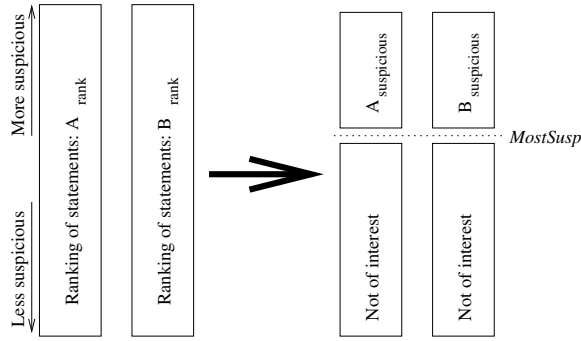 More suspicious
Less suspicious
Ranking of statements: A rank
Ranking of statements: B rank
A suspicious
B suspicious
MostSusp
Not of interest
Not of interest